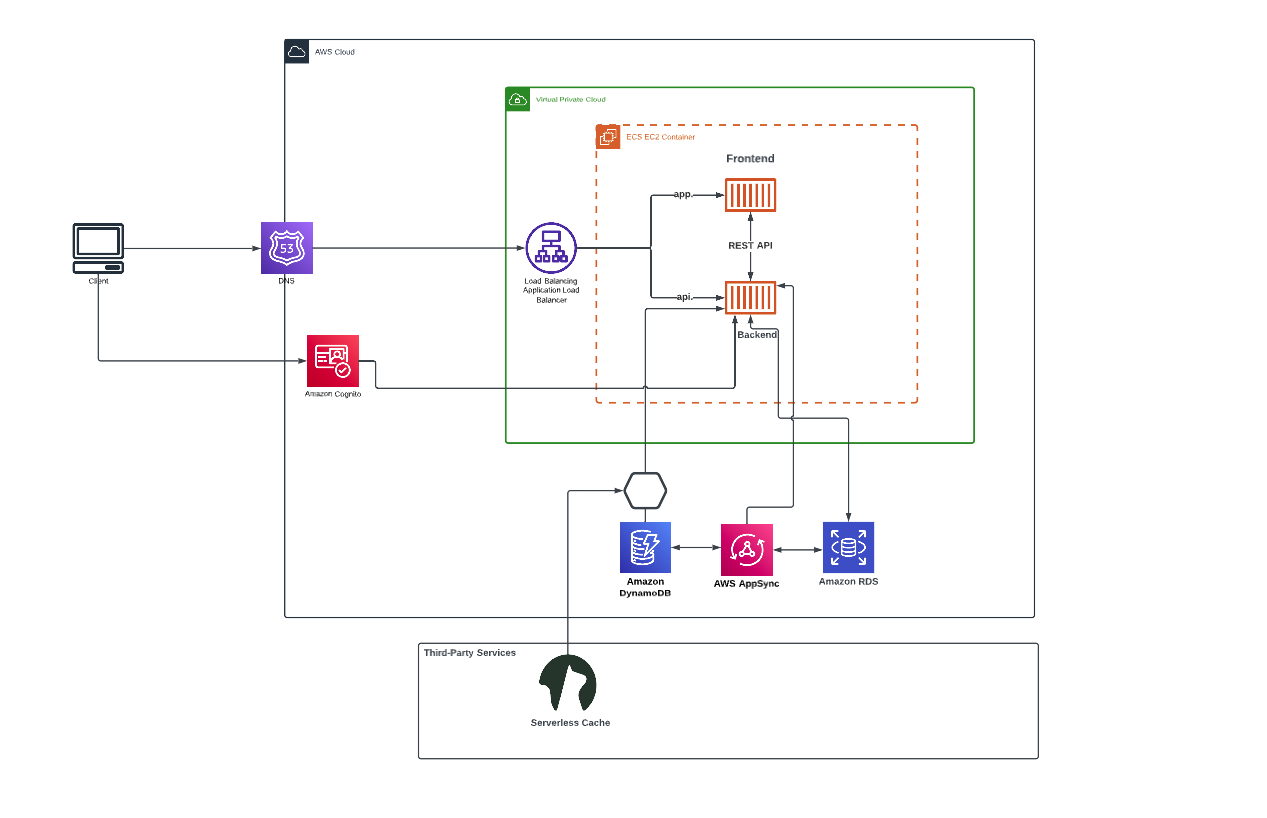 AWS Cloud
Virtual Private Cloud
ECS EC2 Container
Frontend
app.
53
REST API
Client
DNS
Load Balancing
Application Load
Balancer
api.
Backend
Amazon Cognito
Amazon
DynamoDB
AWS AppSync
Amazon RDS
Third-Party Services
Serverless Cache